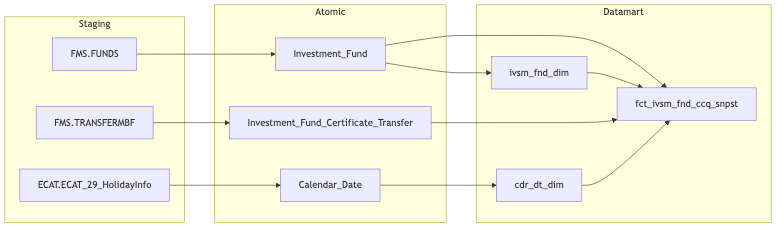 Staging
Atomic
Datamart
FMS.FUNDS
Investment_Fund
ivsm_fnd_dim
fct_ivsm_fnd_ccq_snpst
FMS.TRANSFERMBF
Investment_Fund_Certificate_Transfer
ECAT.ECAT_29_HolidayInfo
Calendar_Date
cdr_dt_dim